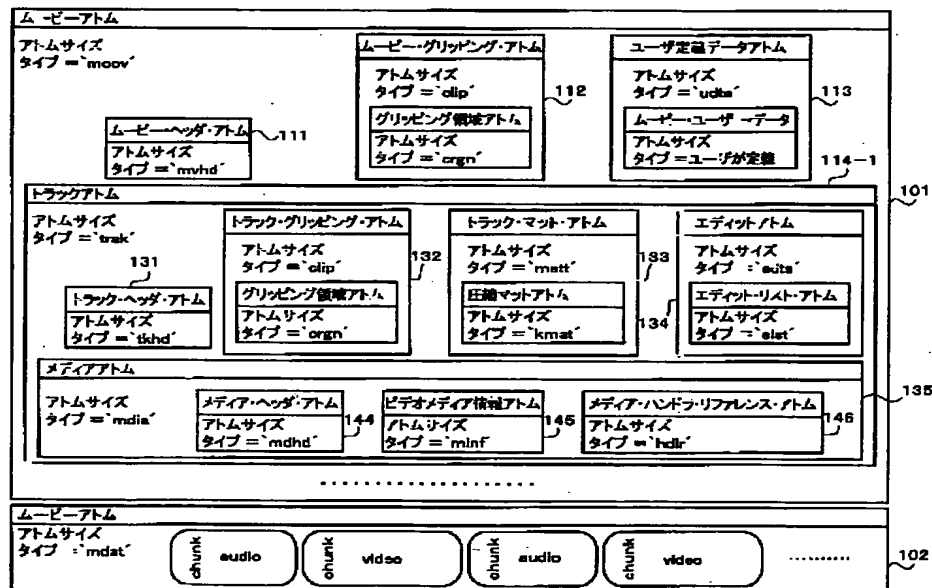 ムービーアトム
アトムサイズ
タイプ＝`moov´
ムービー・グリッピング・アトム
アトムサイズ
タイプ＝`clip´
グリッピング領域アトム
アトムサイズ
タイプ＝`crgn´
112
ユーザ定義データアトム
アトムサイズ
タイプ＝`udta´
ムービー・ユーザーデータ
アトムサイズ
タイプ＝ユーザが定義
113
ムービー・ヘッダ・アトム
アトムサイズ
タイプ＝`mvhd´
111
114-1
101
トラックアトム
アトムサイズ
タイプ＝`trak´
131
トラック・ヘッダ・アトム
アトムサイズ
タイプ＝`tkhd´
トラック・グリッピング・アトム
アトムサイズ
タイプ＝`clip´
グリッピング領域アトム
アトムサイズ
タイプ＝`crgn´
132
トラック・マット・アトム
アトムサイズ
タイプ＝`matt´
圧縮マットアトム
アトムサイズ
タイプ＝`kmat´
133
エディットアトム
アトムサイズ
タイプ＝`edts´
エディット・リスト・アトム
アトムサイズ
タイプ＝`elst´
134
メディアアトム
アトムサイズ
タイプ＝`mdia´
メディア・ヘッダ・アトム
アトムサイズ
タイプ＝`mdhd´
144
ビデオメディア情報アトム
アトムサイズ
タイプ＝`minf´
145
メディア・ハンドラ・リファレンス・アトム
アトムサイズ
タイプ＝`hdlr´
146
135
ムービーアトム
アトムサイズ
タイプ＝`mdat´
chunk audio
chunk video
chunk audio
chunk video
102